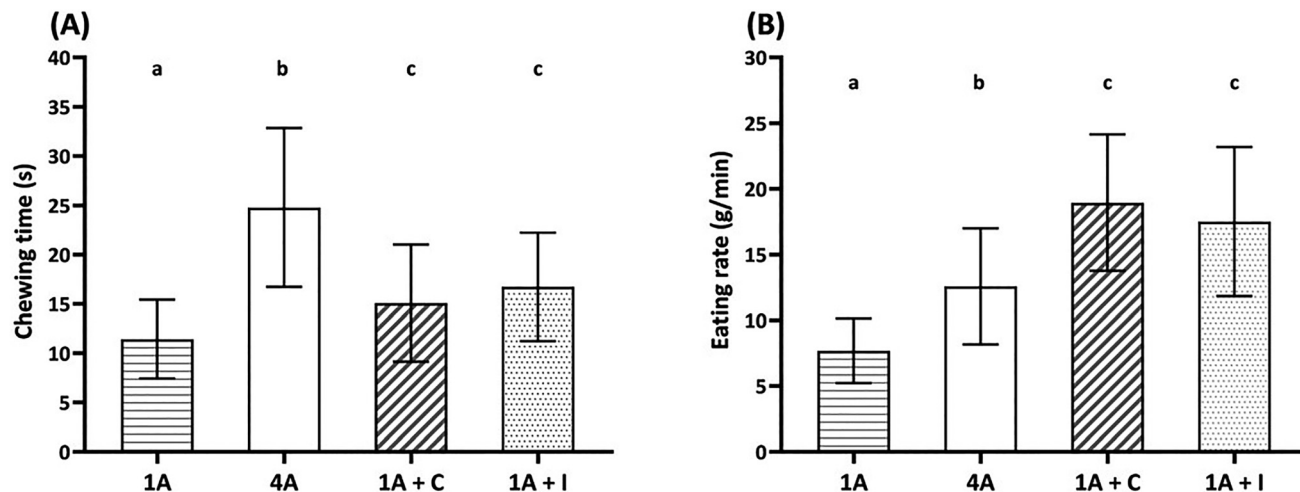 (A)
Chewing time (s)
40
35
30
25
20
15
10
5
0
a b c c
1A 4A 1A + C 1A + I
(B)
Eating rate (g/min)
30
25
20
15
10
5
0
a b c c
1A 4A 1A + C 1A + I